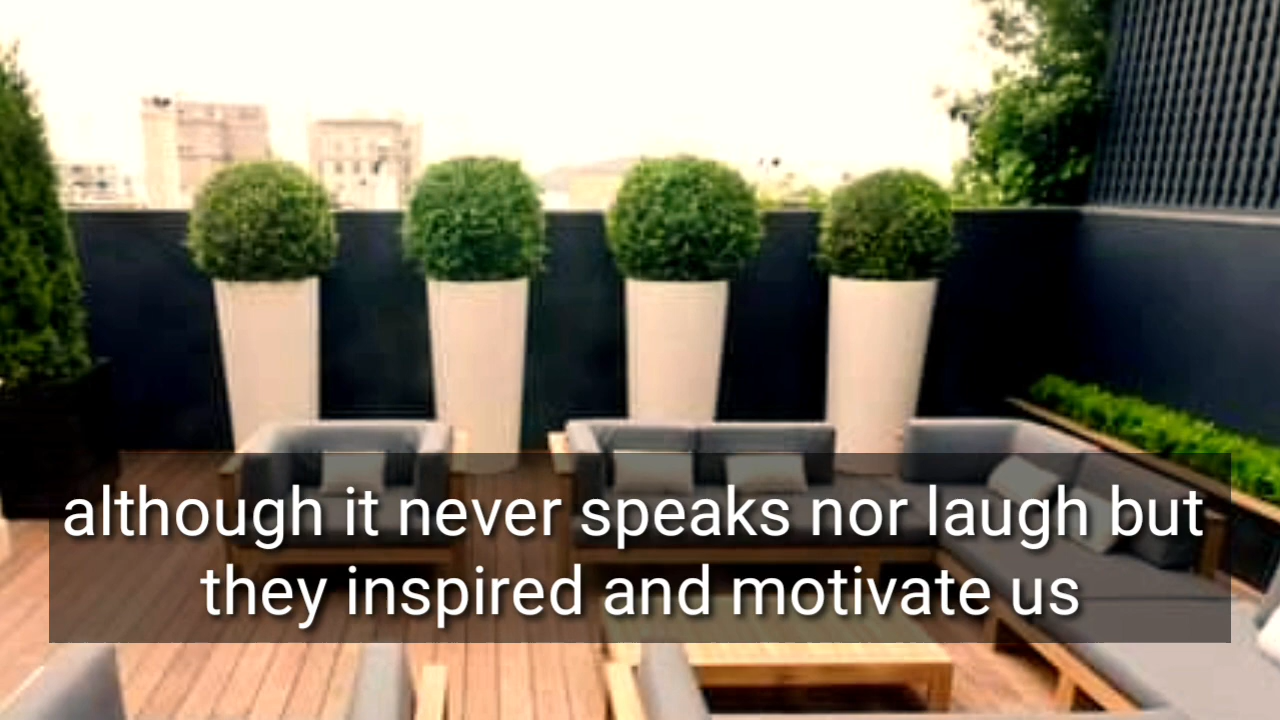 although it never speaks nor laugh but
they inspired and motivate us